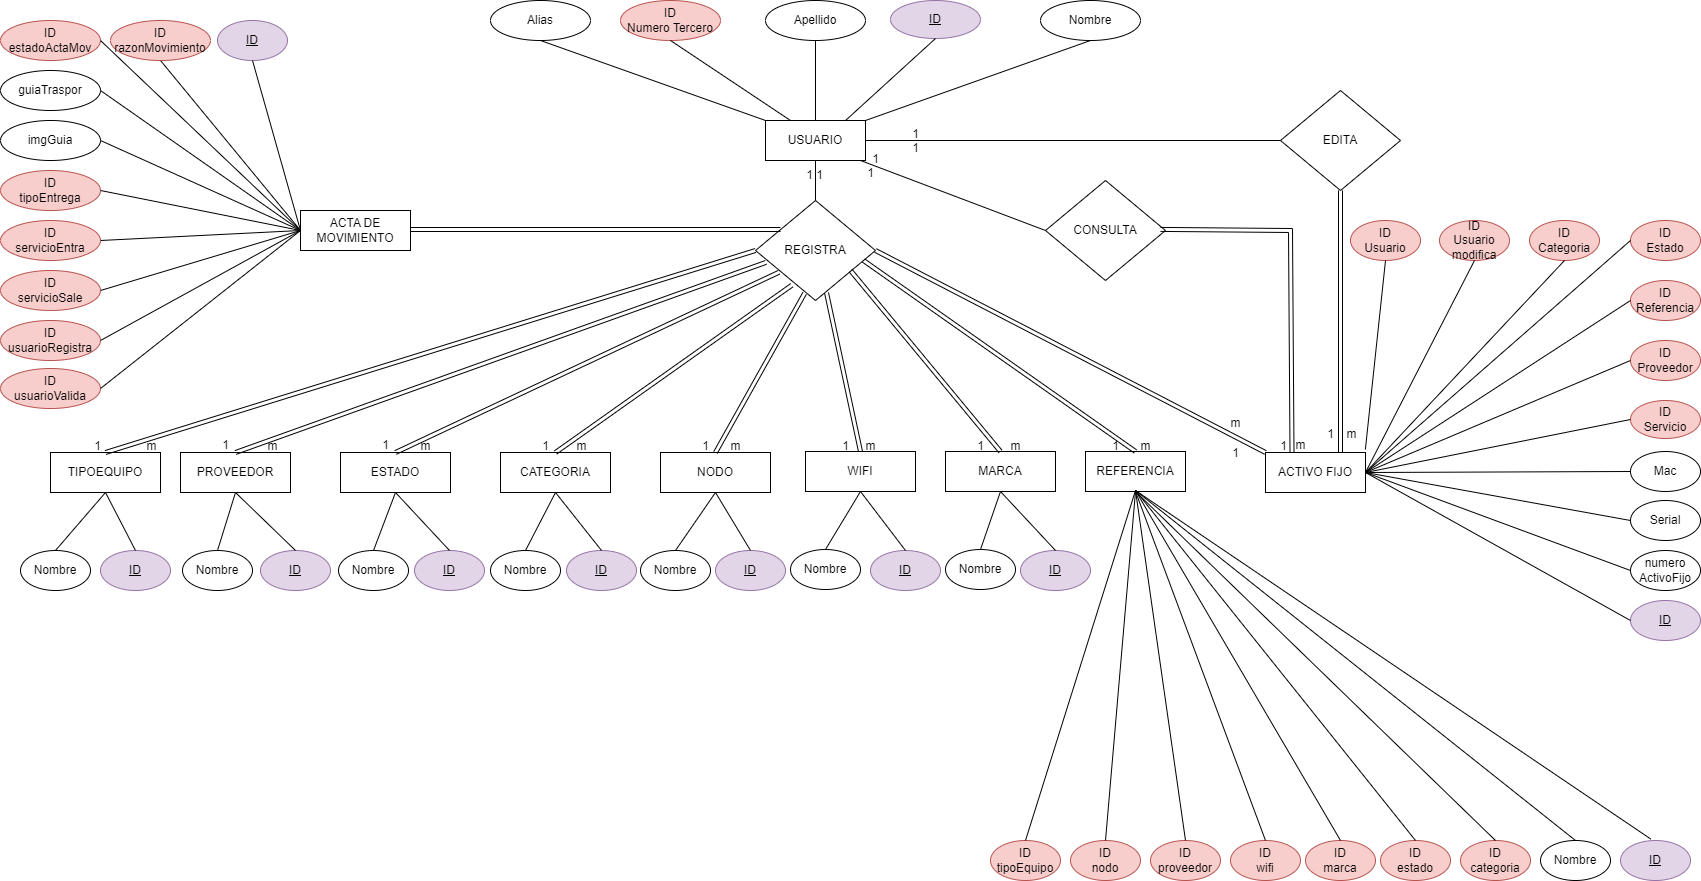 Alias
ID
Numero Tercero
Apellido
ID
Nombre
ID
estadoActaMov
ID
razonMovimiento
ID
guiaTraspor
imgGuia
ID
tipoEntrega
ID
servicioEntra
ID
servicioSale
ID
usuarioRegistra
ID
usuarioValida
USUARIO
1
1
1
1
1 1
EDITA
ACTA DE
MOVIMIENTO
REGISTRA
CONSULTA
ID
Usuario
ID
Usuario
modifica
ID
Categoria
ID
Estado
ID
Referencia
ID
Proveedor
ID
Servicio
Mac
Serial
numero
ActivoFijo
ID
1 m
1 m
1 m
1 m
1 m
1 m
1 m
1 m
m
1
1 m
1 m
TIPOEQUIPO
PROVEEDOR
ESTADO
CATEGORIA
NODO
WIFI
MARCA
REFERENCIA
ACTIVO FIJO
Nombre
ID
Nombre
ID
Nombre
ID
Nombre
ID
Nombre
ID
Nombre
ID
Nombre
ID
ID
tipoEquipo
ID
nodo
ID
proveedor
ID
wifi
ID
marca
ID
estado
ID
categoria
Nombre
ID